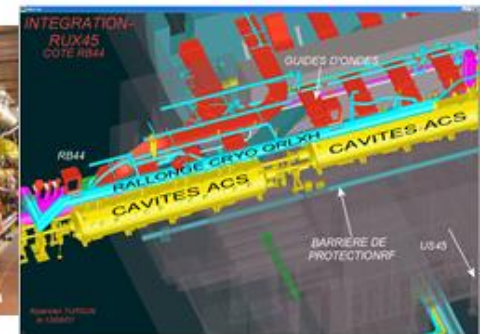 INTEGRATION-
RUX45
COTE RB44
GUIDES D'ONDES
RB44
RALLONGE CRYO QRLXH
CAVITES ACS
CAVITES ACS
BARRIERE DE
PROTECTIONRF
US45